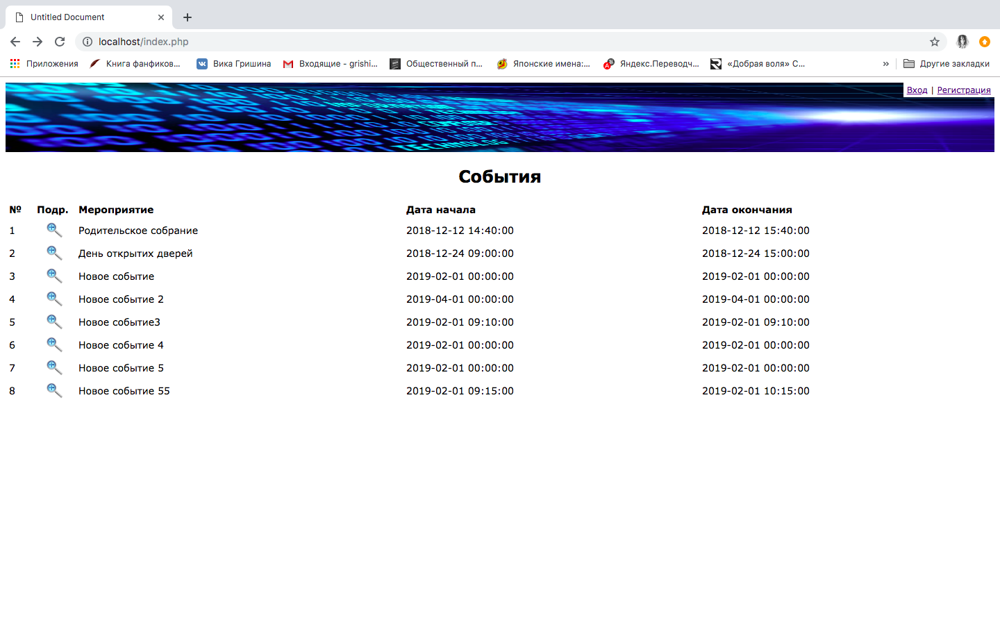 Untitled Document
localhost/index.php
Приложения Книга фанфиков... Вика Гришина Входящие - grishi... Общественный п... Японские имена:... Яндекс.Переводч... «Добрая воля» С... » Другие закладки
Вход | Регистрация
События
№ Подр. Мероприятие Дата начала Дата окончания
1 Родительское собрание 2018-12-12 14:40:00 2018-12-12 15:40:00
2 День открытых дверей 2018-12-24 09:00:00 2018-12-24 15:00:00
3 Новое событие 2019-02-01 00:00:00 2019-02-01 00:00:00
4 Новое событие 2 2019-04-01 00:00:00 2019-04-01 00:00:00
5 Новое событие3 2019-02-01 09:10:00 2019-02-01 09:10:00
6 Новое событие 4 2019-02-01 00:00:00 2019-02-01 00:00:00
7 Новое событие 5 2019-02-01 00:00:00 2019-02-01 00:00:00
8 Новое событие 55 2019-02-01 09:15:00 2019-02-01 10:15:00